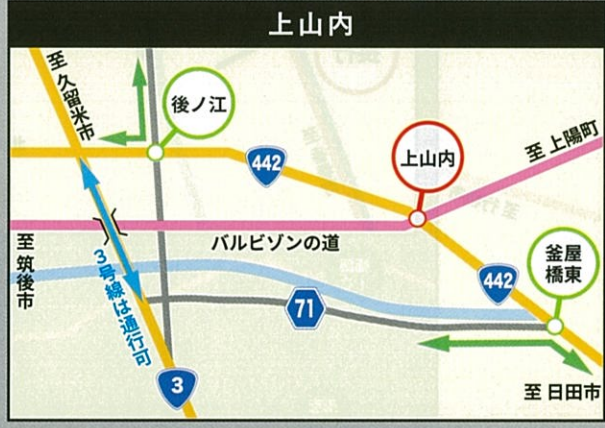 上山内
至 久留米市
後ノ江
442
上山内
至 上陽町
バルビゾンの道
至 筑後市
3号線は通行可
釜屋
橋東
442
71
3
至 日田市